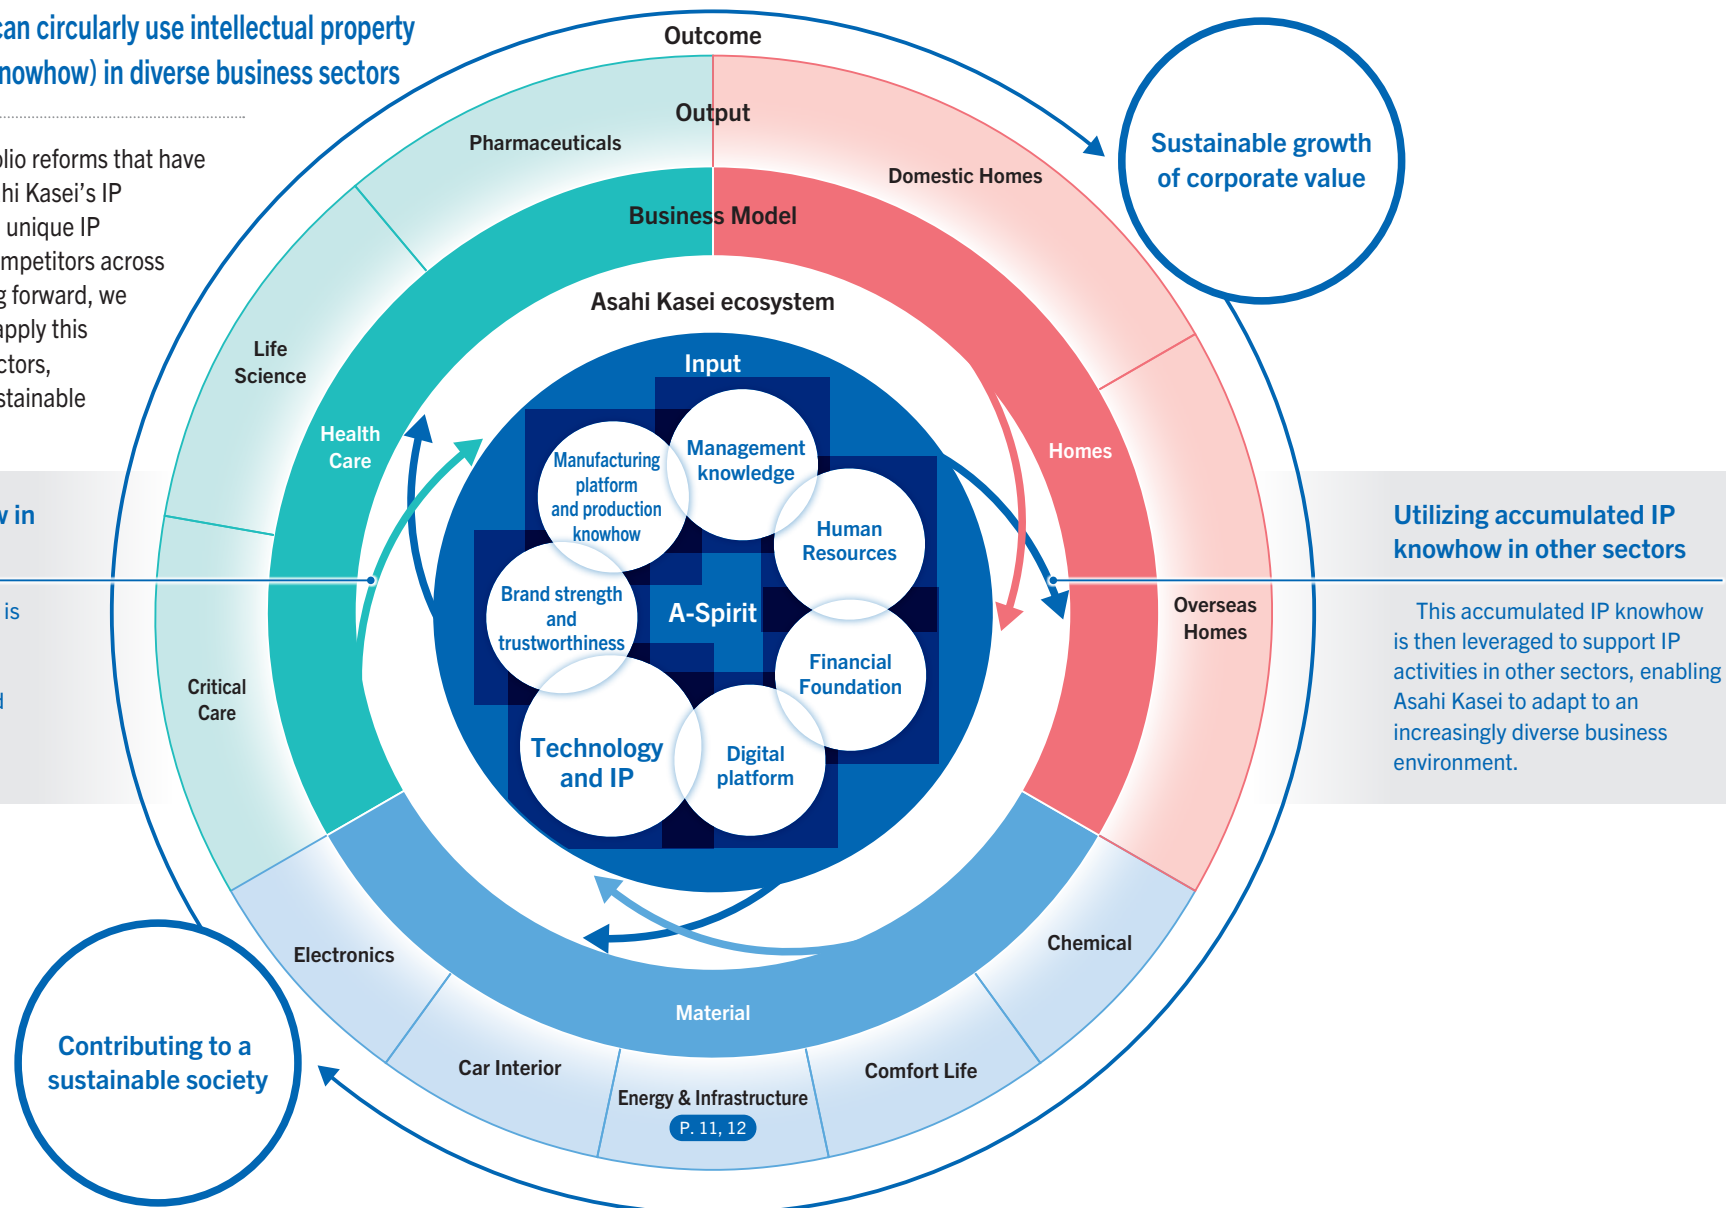 can circularly use intellectual property
nowhow) in diverse business sectors
olio reforms that have
ahi Kasei's IP
unique IP
ompetitors across
g forward, we
apply this
ctors,
stainable
w in
is
d
Outcome
Output
Business Model
Asahi Kasei ecosystem
Input
Pharmaceuticals
Domestic Homes
Life
Science
Health
Care
Homes
Critical
Care
Overseas
Homes
Management
knowledge
Manufacturing
platform
and production
knowhow
Human
Resources
Brand strength
and
trustworthiness
A-Spirit
Financial
Foundation
Technology
and IP
Digital
platform
Material
Electronics
Car Interior
Energy & Infrastructure
P. 11, 12
Comfort Life
Chemical
Sustainable growth
of corporate value
Contributing to a
sustainable society
Utilizing accumulated IP
knowhow in other sectors
This accumulated IP knowhow
is then leveraged to support IP
activities in other sectors, enabling
Asahi Kasei to adapt to an
increasingly diverse business
environment.